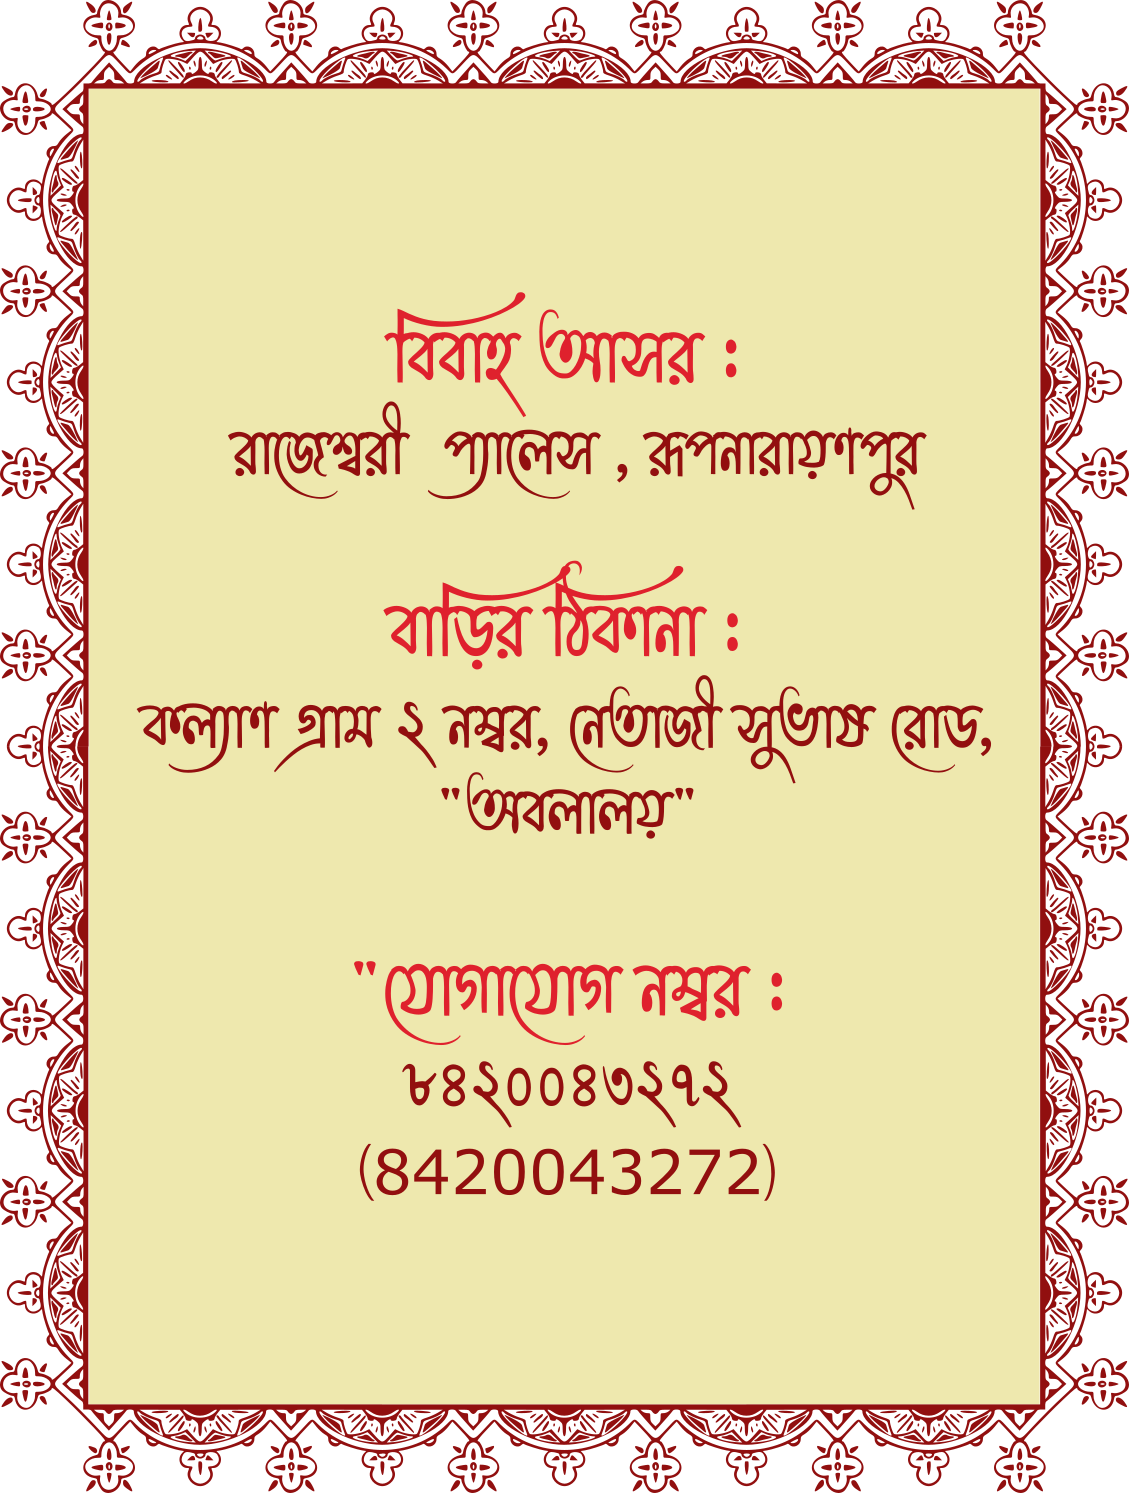 বিবাহ আসর :
রাজেশ্বরী প্যালেস , রূপনারায়ণপুর
বাড়ির ঠিকানা :
কল্যাণ গ্রাম ২ নম্বর, নেতাজী সুভাষ রোড,
"অবলালয়"
"যোগাযোগ নম্বর :
৮৪২০০৪৩২৭২
(8420043272)